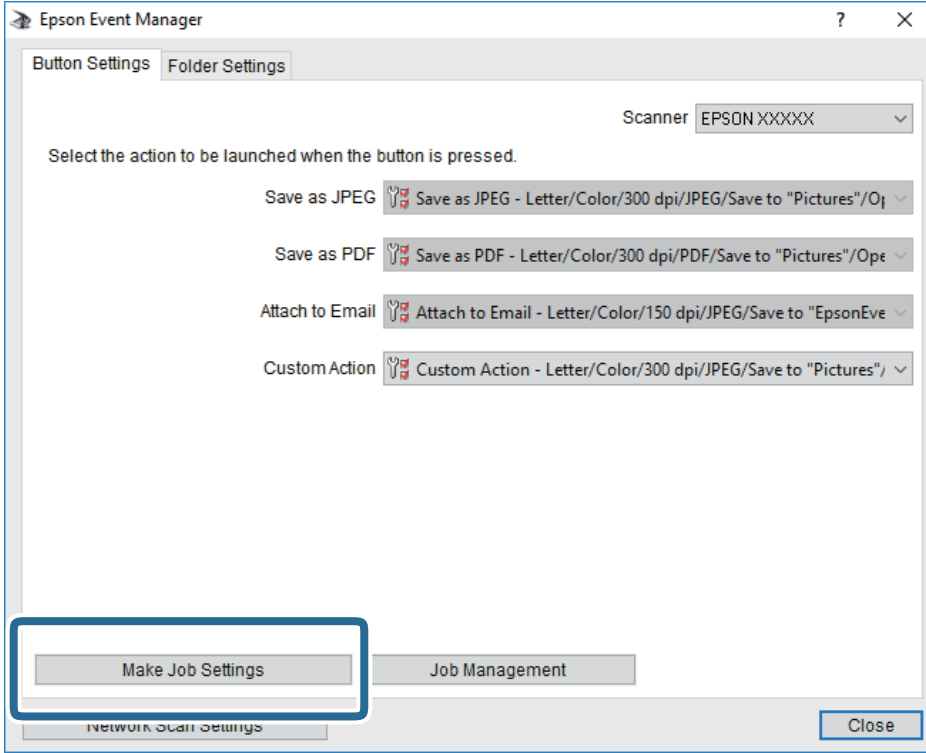 Epson Event Manager
?
Button Settings
Folder Settings
Scanner EPSON XXXXX
Select the action to be launched when the button is pressed.
Save as JPEG Save as JPEG - Letter/Color/300 dpi/JPEG/Save to "Pictures"/Op
Save as PDF Save as PDF - Letter/Color/300 dpi/PDF/Save to "Pictures"/Ope
Attach to Email Attach to Email - Letter/Color/150 dpi/JPEG/Save to "EpsonEve
Custom Action Custom Action - Letter/Color/300 dpi/JPEG/Save to "Pictures"/
Make Job Settings
Job Management
Network Scan Settings
Close